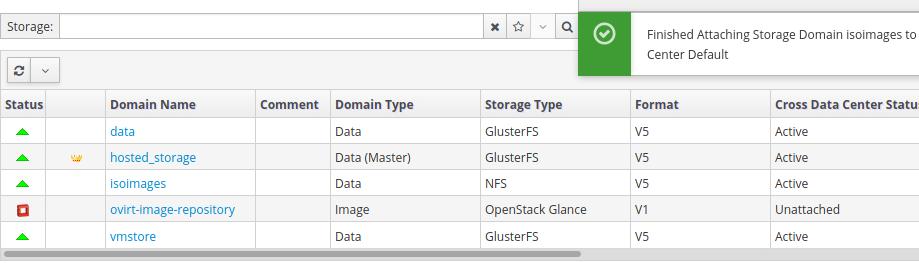 Storage:
Finished Attaching Storage Domain isoimages to
Center Default
Status Domain Name Comment Domain Type Storage Type Format Cross Data Center Status
data Data GlusterFS V5 Active
hosted_storage Data (Master) GlusterFS V5 Active
isoimages Data NFS V5 Active
ovirt-image-repository Image OpenStack Glance V1 Unattached
vmstore Data GlusterFS V5 Active